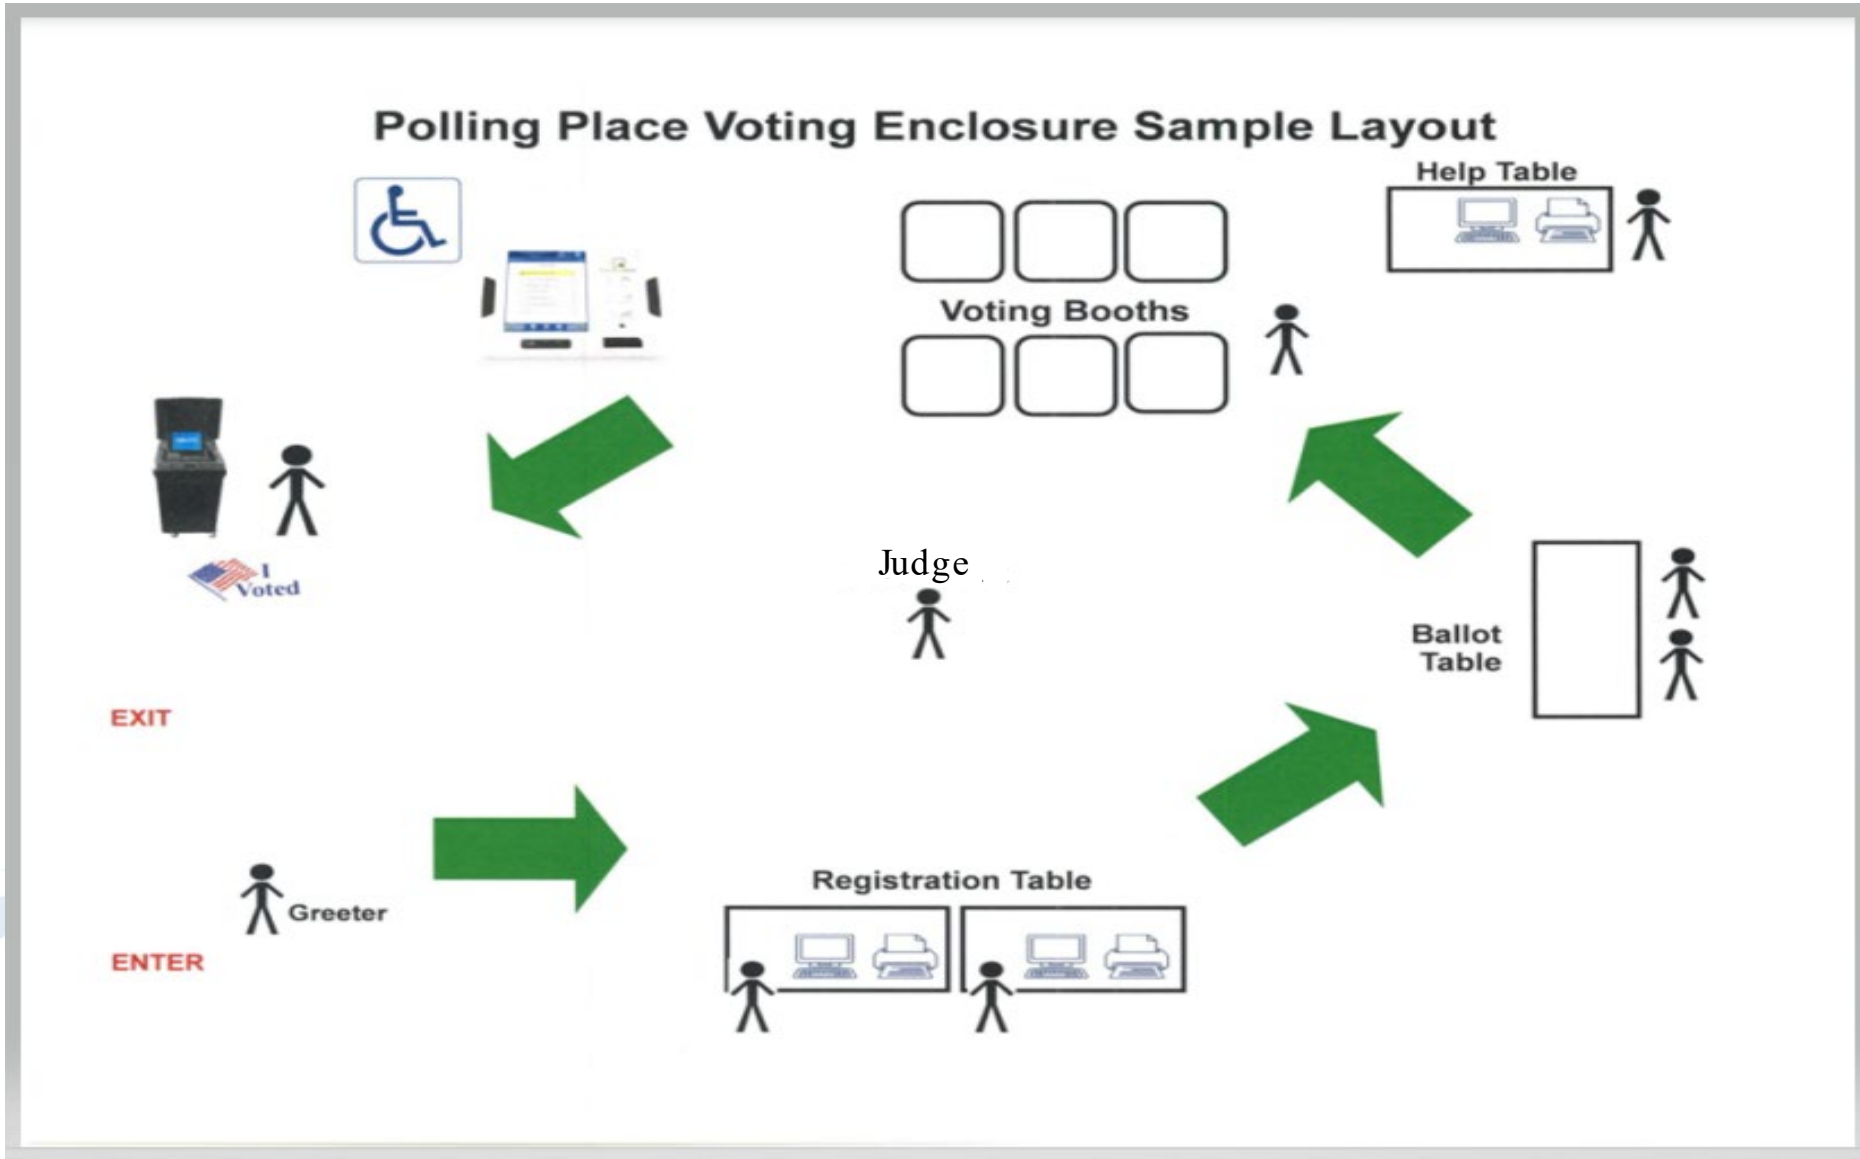 Polling Place Voting Enclosure Sample Layout
Help Table
Voting Booths
I
Voted
Judge
Ballot
Table
EXIT
Registration Table
Greeter
ENTER